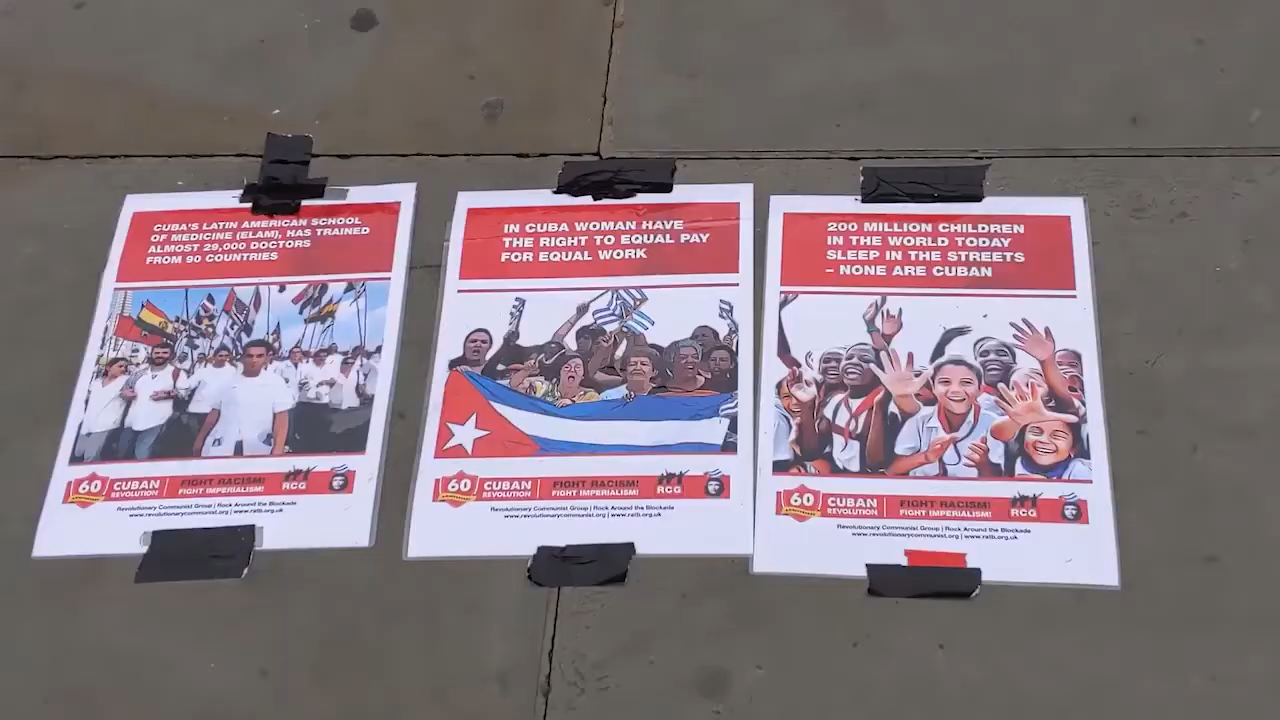 CUBA'S LATIN AMERICAN SCHOOL
OF MEDICINE (ELAM), HAS TRAINED
ALMOST 29,000 DOCTORS
FROM 90 COUNTRIES
60
CUBAN
REVOLUTION
FIGHT RACISM!
FIGHT IMPERIALISM!
RCG
Revolutionary Communist Group | Rock Around the Blockade
www.revolutionarycommunist.org | www.ratb.org.uk
IN CUBA WOMAN HAVE
THE RIGHT TO EQUAL PAY
FOR EQUAL WORK
60
CUBAN
REVOLUTION
FIGHT RACISM!
FIGHT IMPERIALISM!
RCG
Revolutionary Communist Group | Rock Around the Blockade
www.revolutionarycommunist.org | www.ratb.org.uk
200 MILLION CHILDREN
IN THE WORLD TODAY
SLEEP IN THE STREETS
– NONE ARE CUBAN
60
CUBAN
REVOLUTION
FIGHT RACISM!
FIGHT IMPERIALISM!
RCG
Revolutionary Communist Group | Rock Around the Blockade
www.revolutionarycommunist.org | www.ratb.org.uk